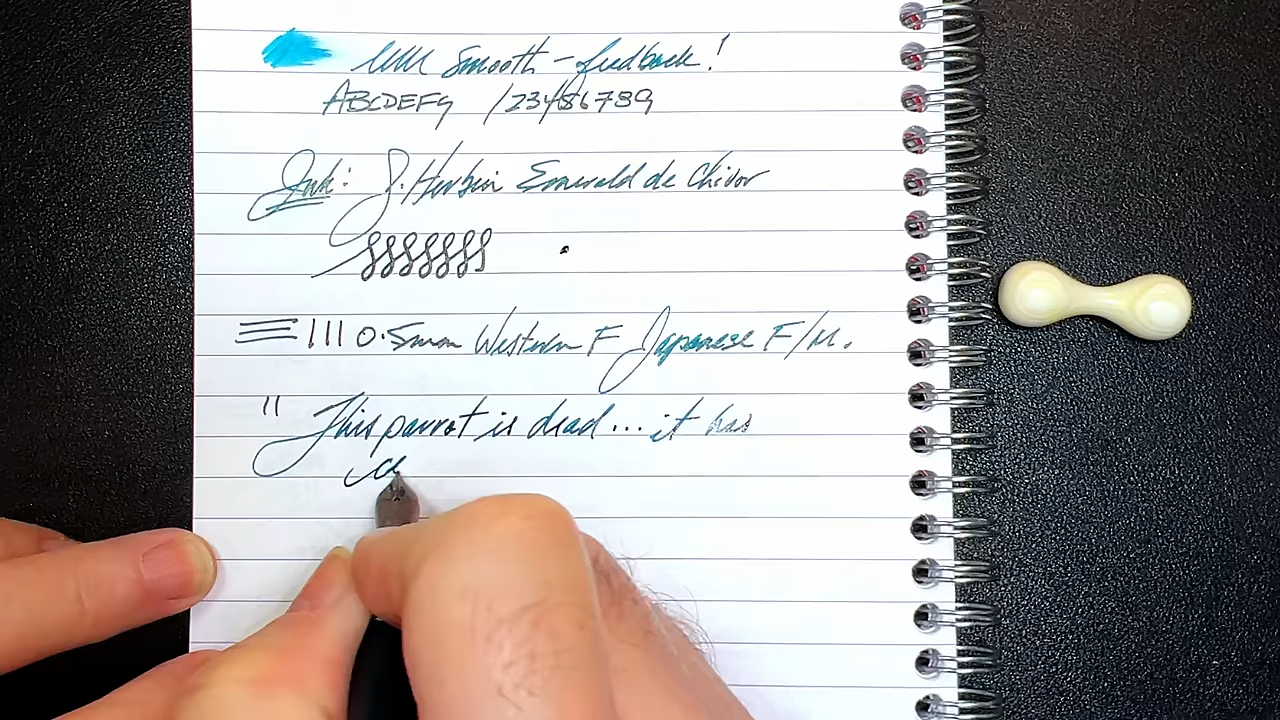 Smooth - feedback!
ABCDEFG 123456789
Ink: J. Herbin Emerald de Chivor
0.5mm Western F Japanese F/M.
" This parrot is dead... it has